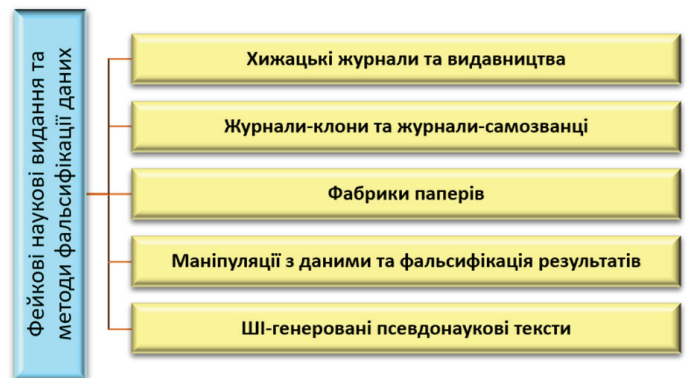 Фейкові наукові видання та
методи фальсифікації даних
Хижацькі журнали та видавництва
Журнали-клони та журнали-самозванці
Фабрики паперів
Маніпуляції з даними та фальсифікація результатів
ШІ-генеровані псевдонаукові тексти